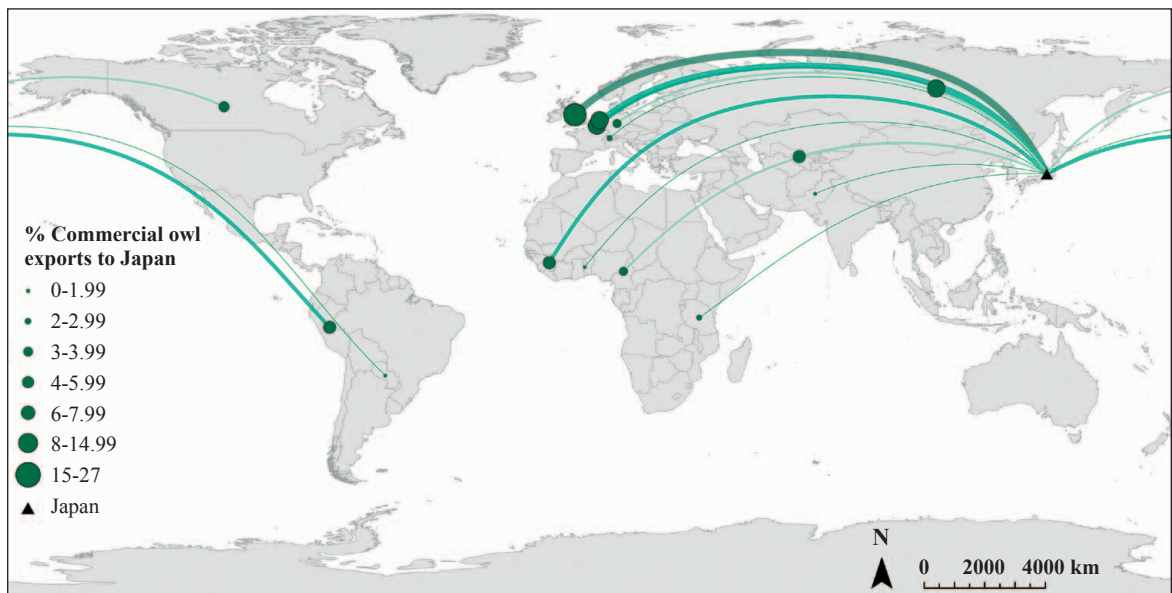 % Commercial owl
exports to Japan
0-1.99
2-2.99
3-3.99
4-5.99
6-7.99
8-14.99
15-27
Japan
N
0 2000 4000 km